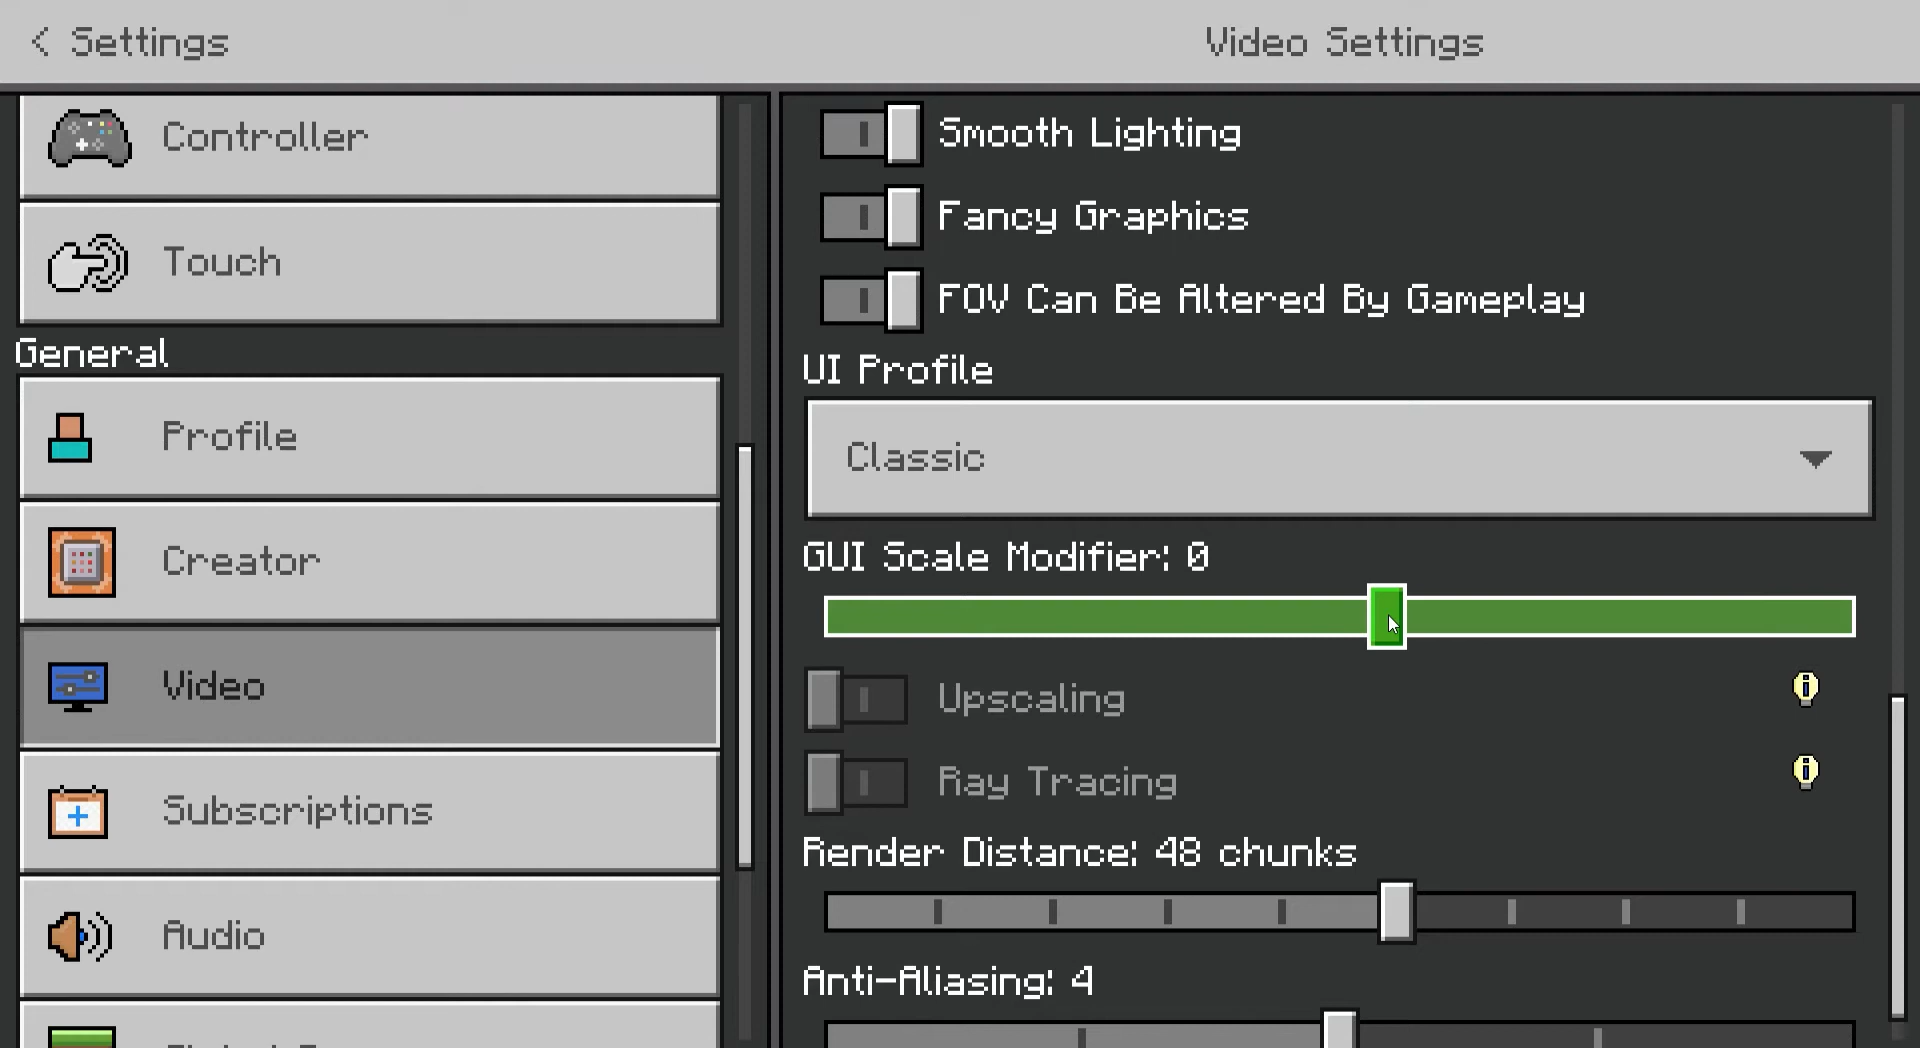 < Settings
Video Settings
Controller
Touch
General
Profile
Creator
Video
Subscriptions
Audio
Smooth Lighting
Fancy Graphics
FOV Can Be Altered By Gameplay
UI Profile
Classic
GUI Scale Modifier: 0
Upscaling
Ray Tracing
Render Distance: 48 chunks
Anti-Aliasing: 4